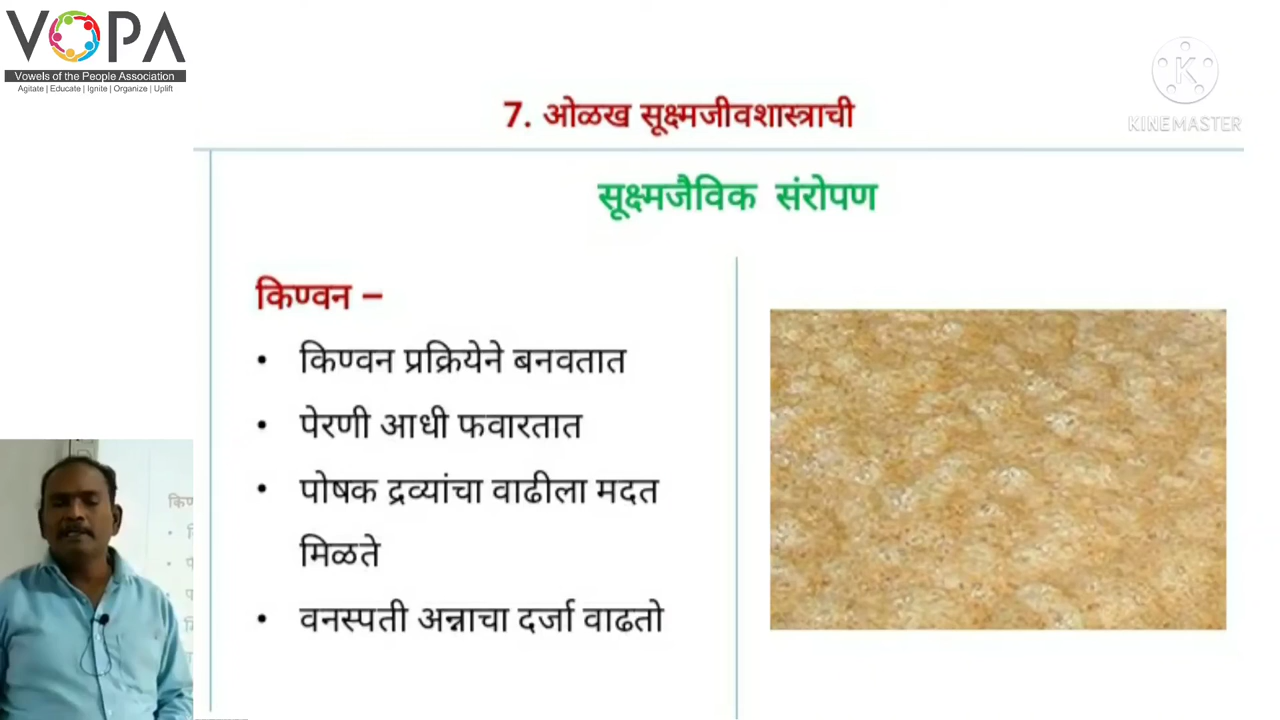 VOPA
Vowels of the People Association
Agitate | Educate | Ignite | Organize | Uplift
KINEMASTER
7. ओळख सूक्ष्मजीवशास्त्राची
सूक्ष्मजैविक संरोपण
किण्वन –
• किण्वन प्रक्रियेने बनवतात
• पेरणी आधी फवारतात
• पोषक द्रव्यांचा वाढीला मदत
मिळते
• वनस्पती अन्नाचा दर्जा वाढतो